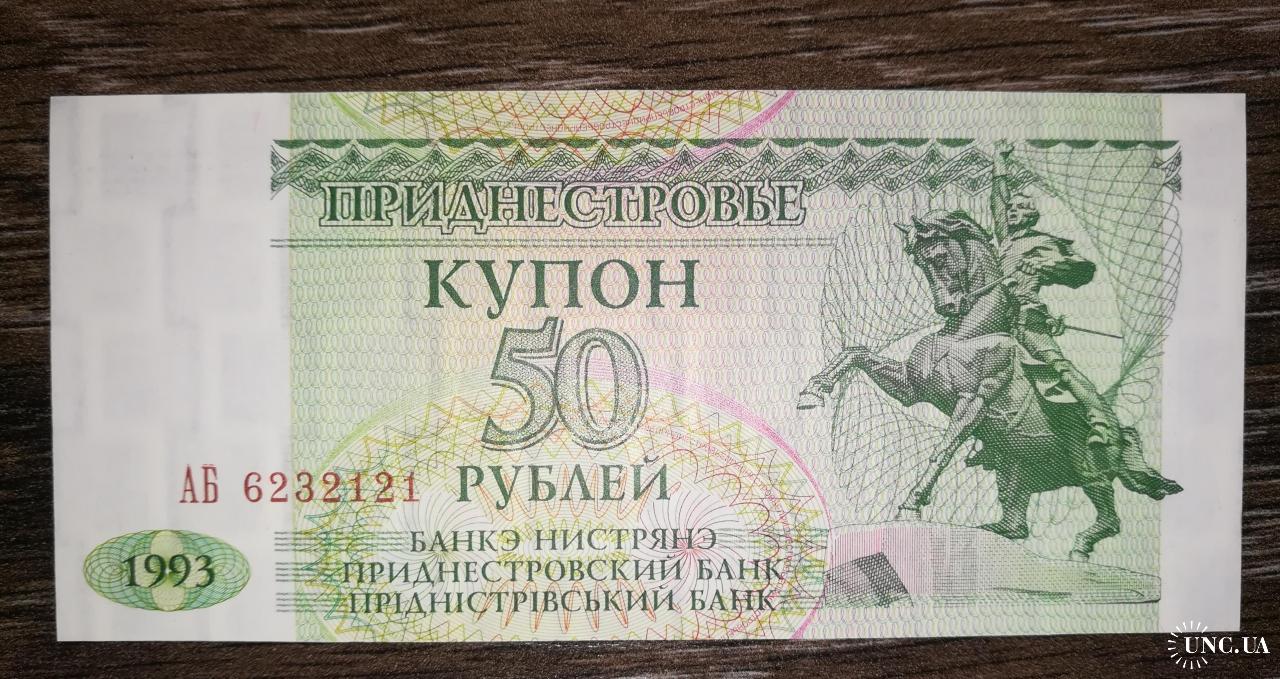 ПРИДНЕСТРОВЬЕ
КУПОН
50
РУБЛЕЙ
АБ 6232121
1993
БАНКЭ НИСТРЯНЭ
ПРИДНЕСТРОВСКИЙ БАНК
ПРІДНІСТРІВСЬКИЙ БАНК
UNC.UA